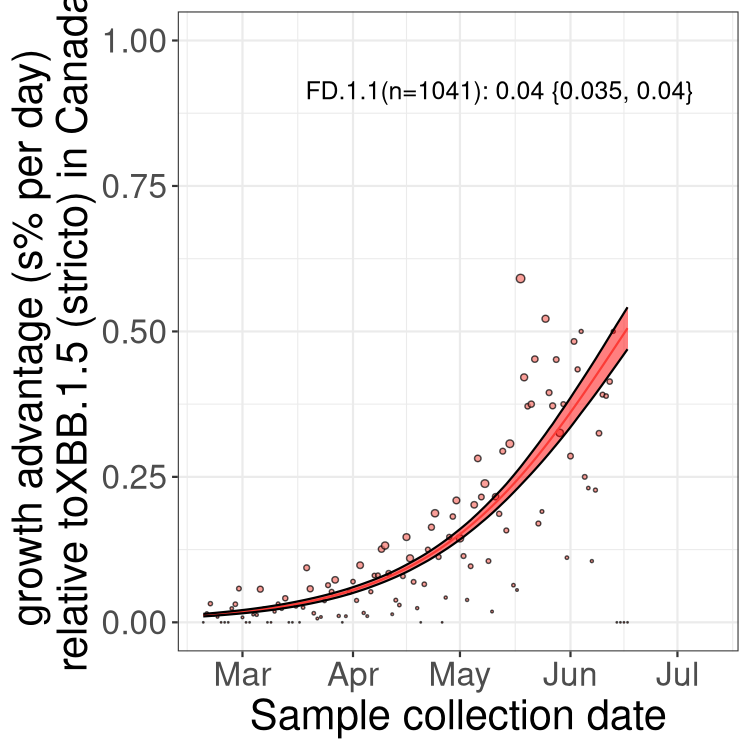 growth advantage (s% per day)
relative toXBB.1.5 (stricto) in Canada
1.00
0.75
0.50
0.25
0.00
FD.1.1(n=1041): 0.04 {0.035, 0.04}
Mar Apr May Jun Jul
Sample collection date